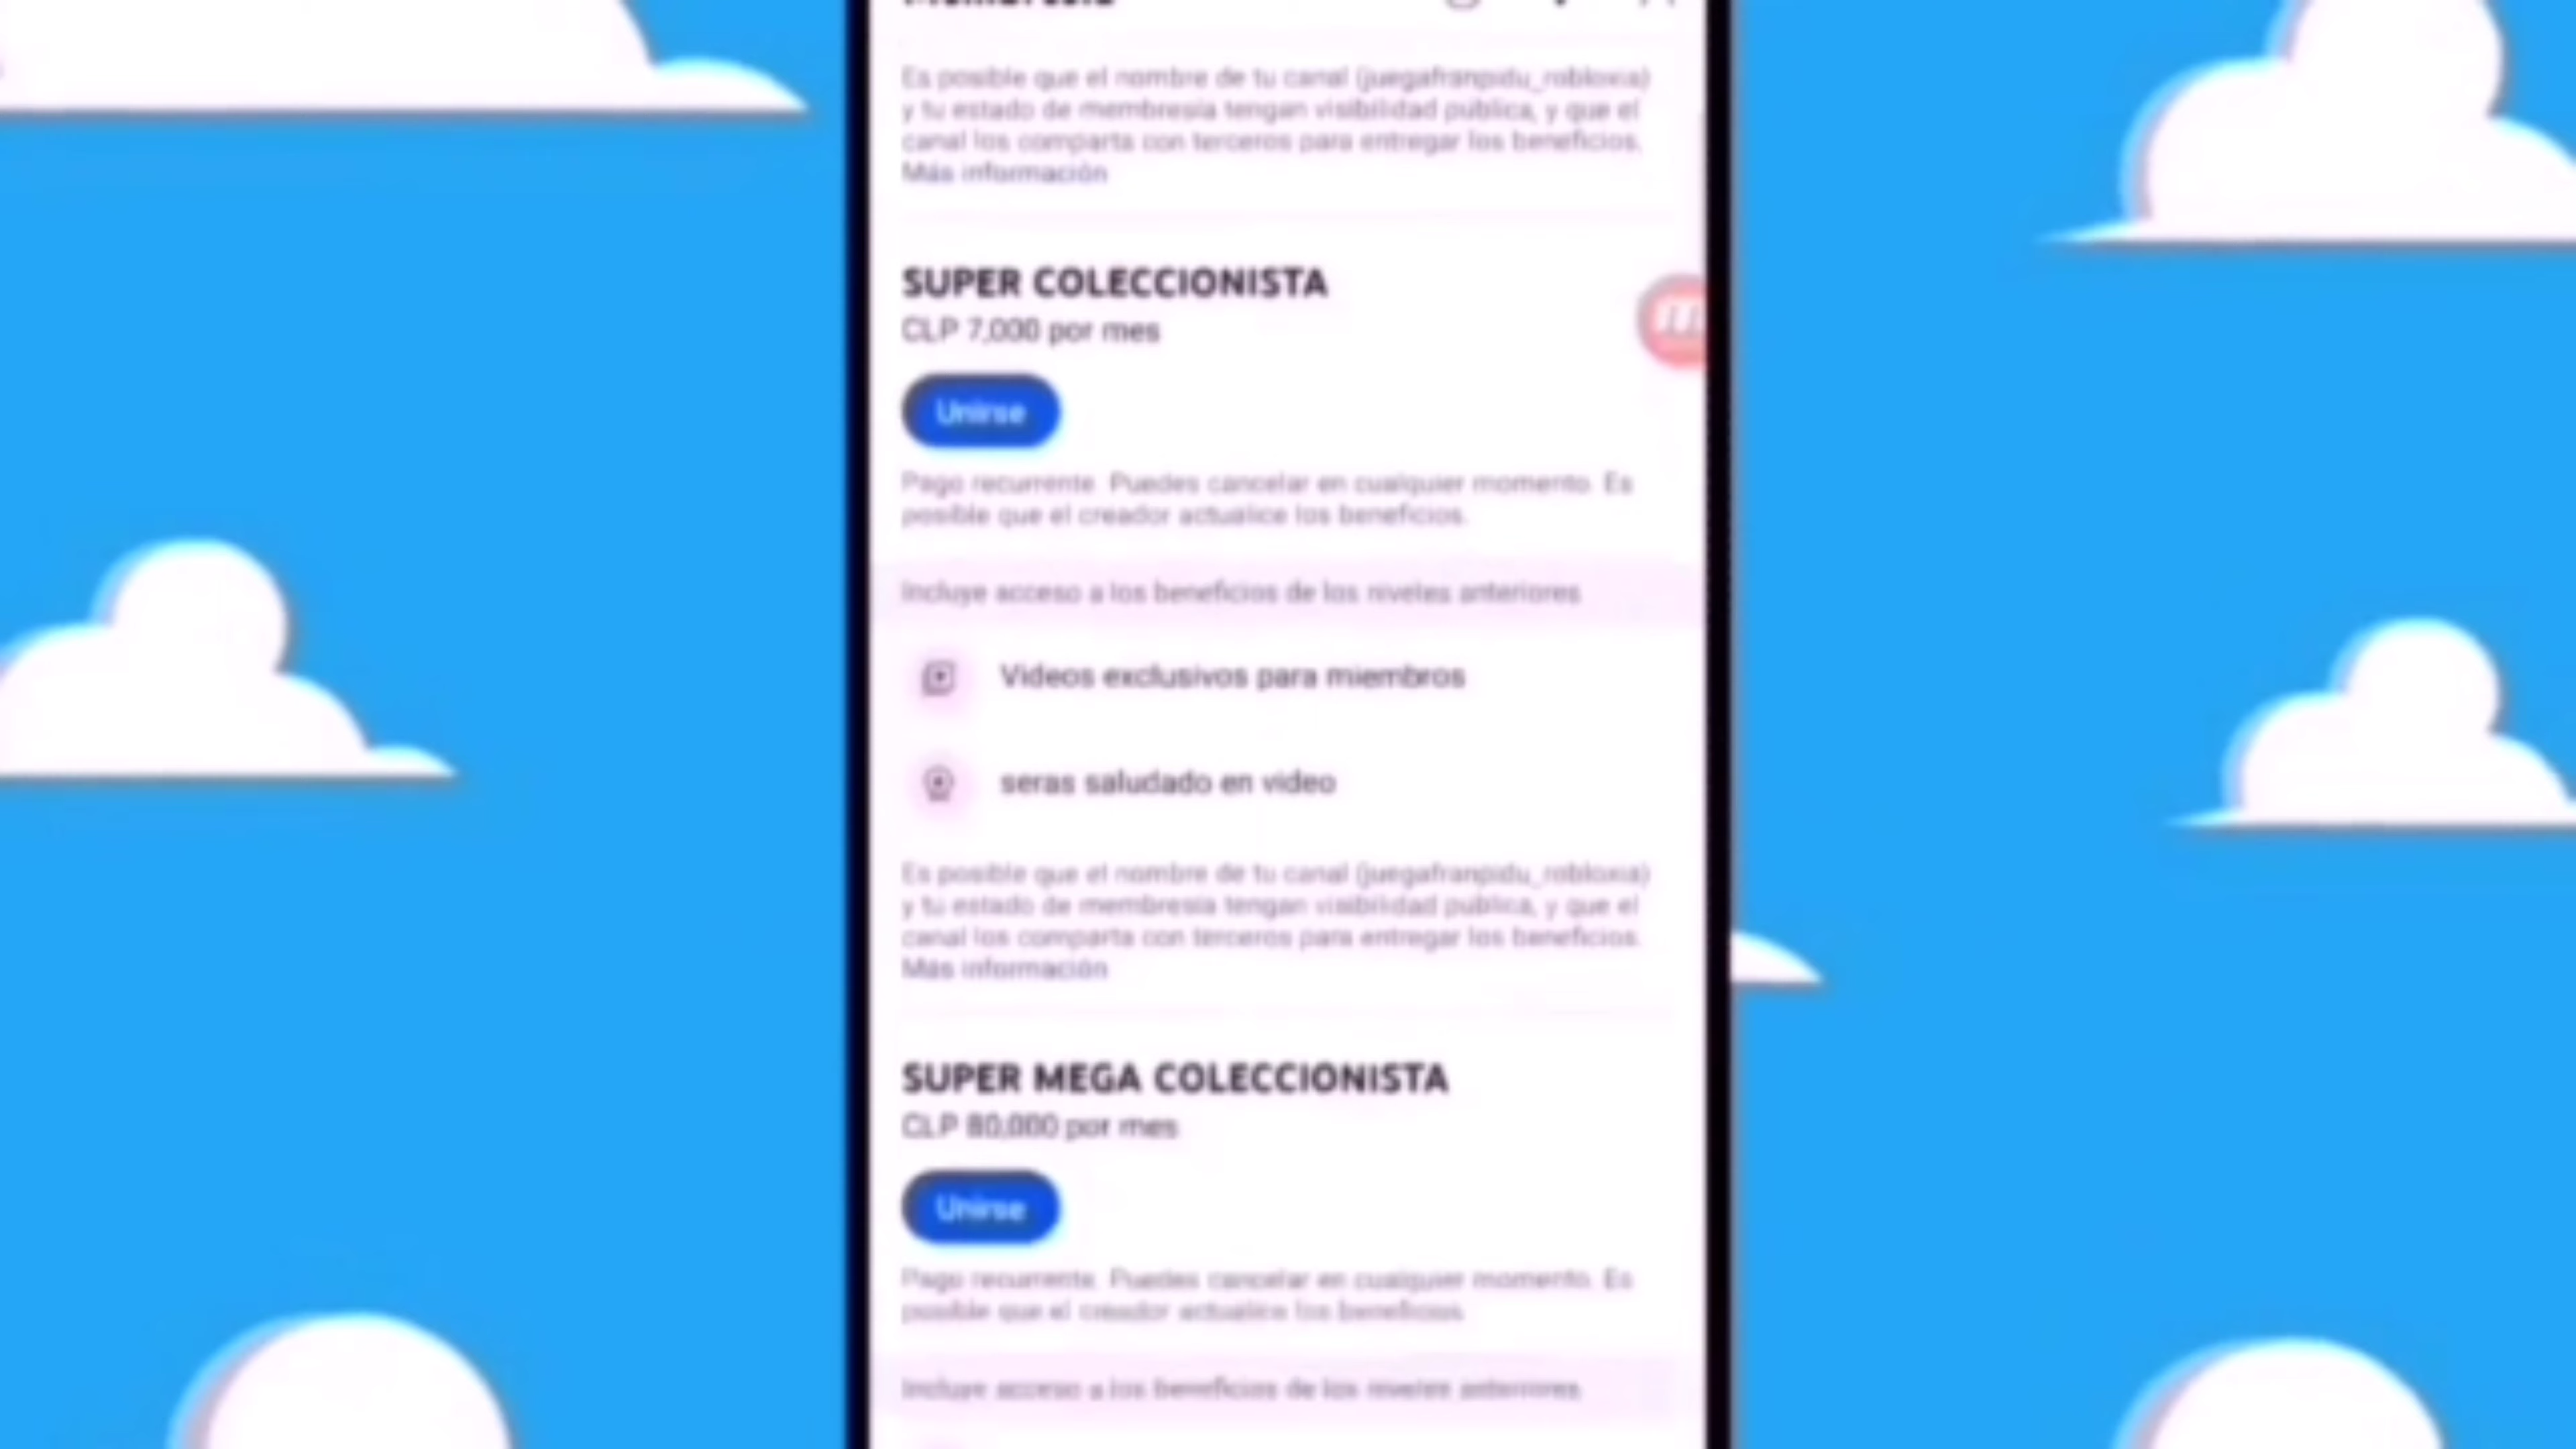 Es posible que el nombre de tu canal (juegafranpidu_robloxia)
y tu estado de membresía tengan visibilidad pública, y que el
canal los comparta con terceros para entregar los beneficios.
Más información
SUPER COLECCIONISTA
CLP 7,000 por mes
Unirse
Pago recurrente. Puedes cancelar en cualquier momento. Es
posible que el creador actualice los beneficios.
Incluye acceso a los beneficios de los niveles anteriores
Videos exclusivos para miembros
seras saludado en video
Es posible que el nombre de tu canal (juegafranpidu_robloxia)
y tu estado de membresía tengan visibilidad pública, y que el
canal los comparta con terceros para entregar los beneficios.
Más información
SUPER MEGA COLECCIONISTA
CLP 80,000 por mes
Unirse
Pago recurrente. Puedes cancelar en cualquier momento. Es
posible que el creador actualice los beneficios.
Incluye acceso a los beneficios de los niveles anteriores